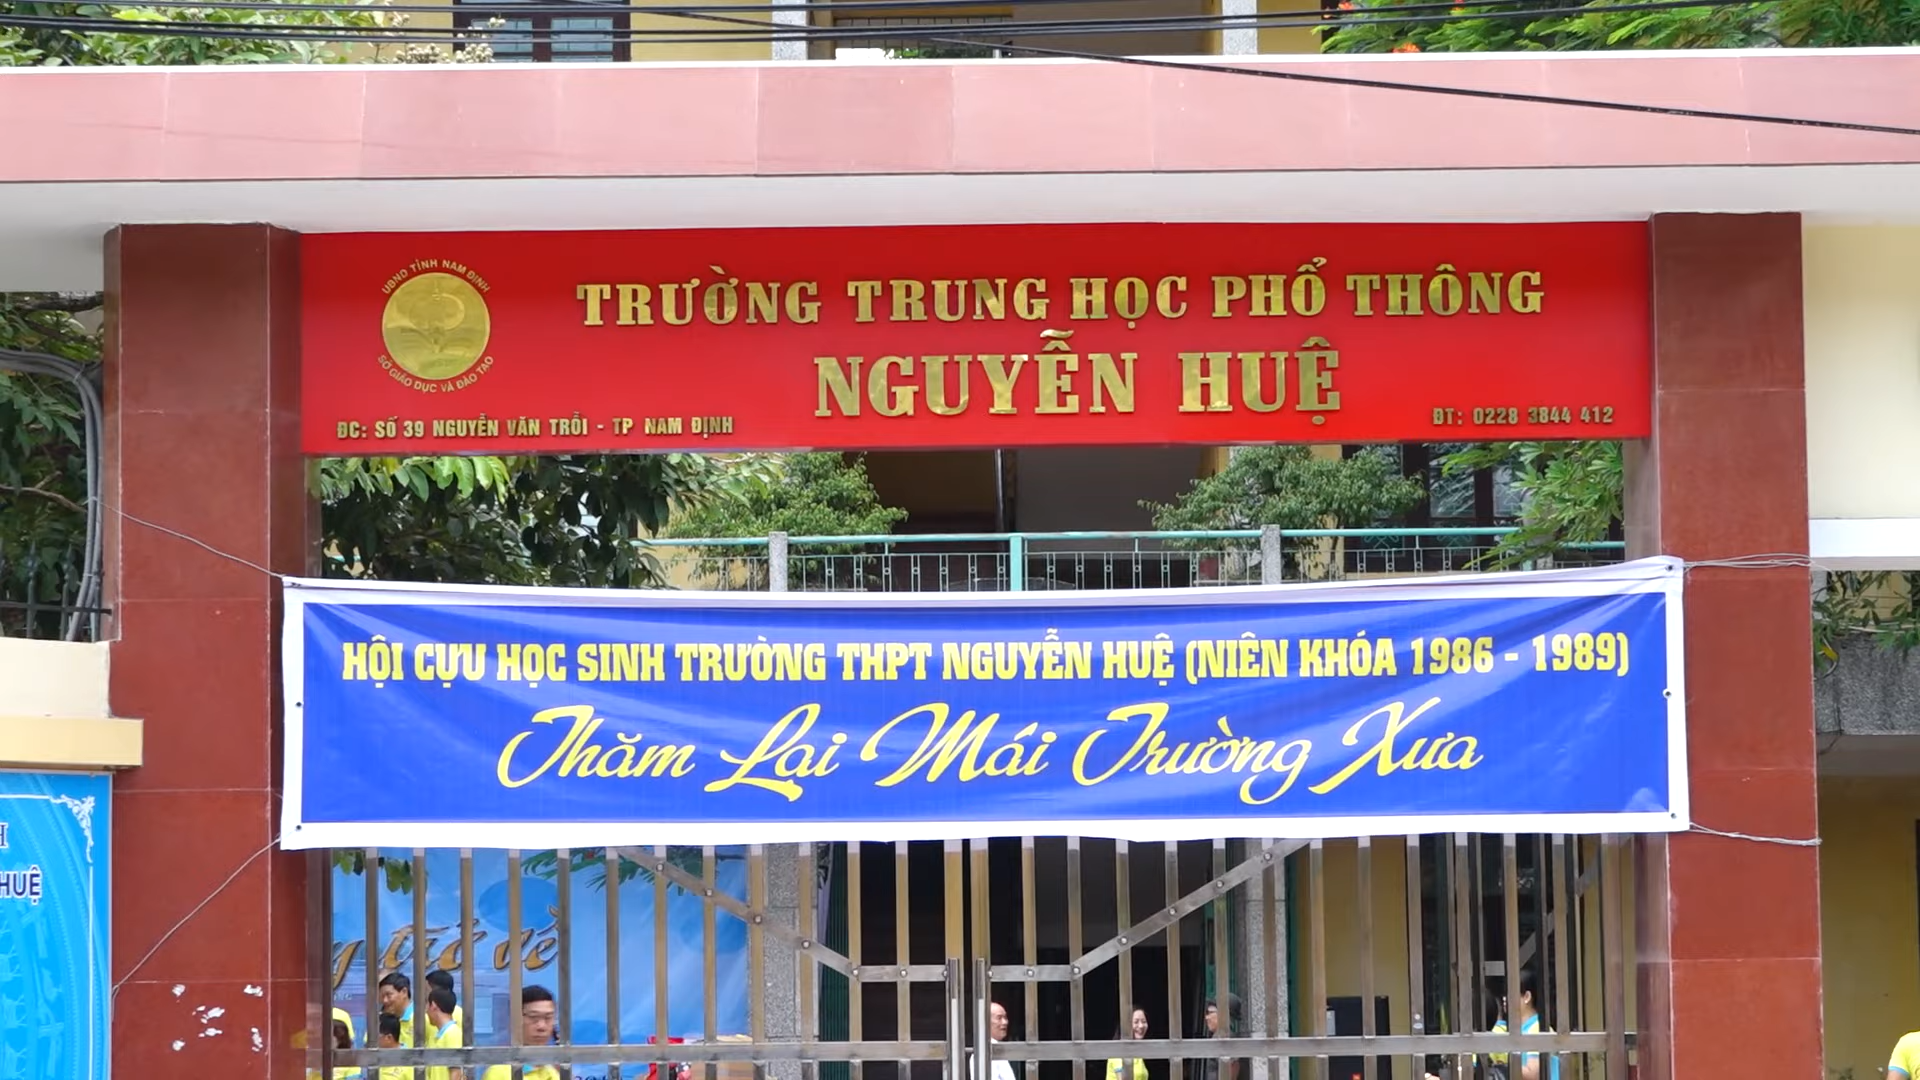 UBND TỈNH NAM ĐỊNH
SỞ GIÁO DỤC VÀ ĐÀO TẠO
TRƯỜNG TRUNG HỌC PHỔ THÔNG
NGUYỄN HUỆ
ĐC: SỐ 39 NGUYỄN VĂN TRỖI - TP NAM ĐỊNH
ĐT: 0228 3844 412
HỘI CỰU HỌC SINH TRƯỜNG THPT NGUYỄN HUỆ (NIÊN KHÓA 1986 - 1989)
Thăm Lại Mái Trường Xưa
HUỆ
trở về